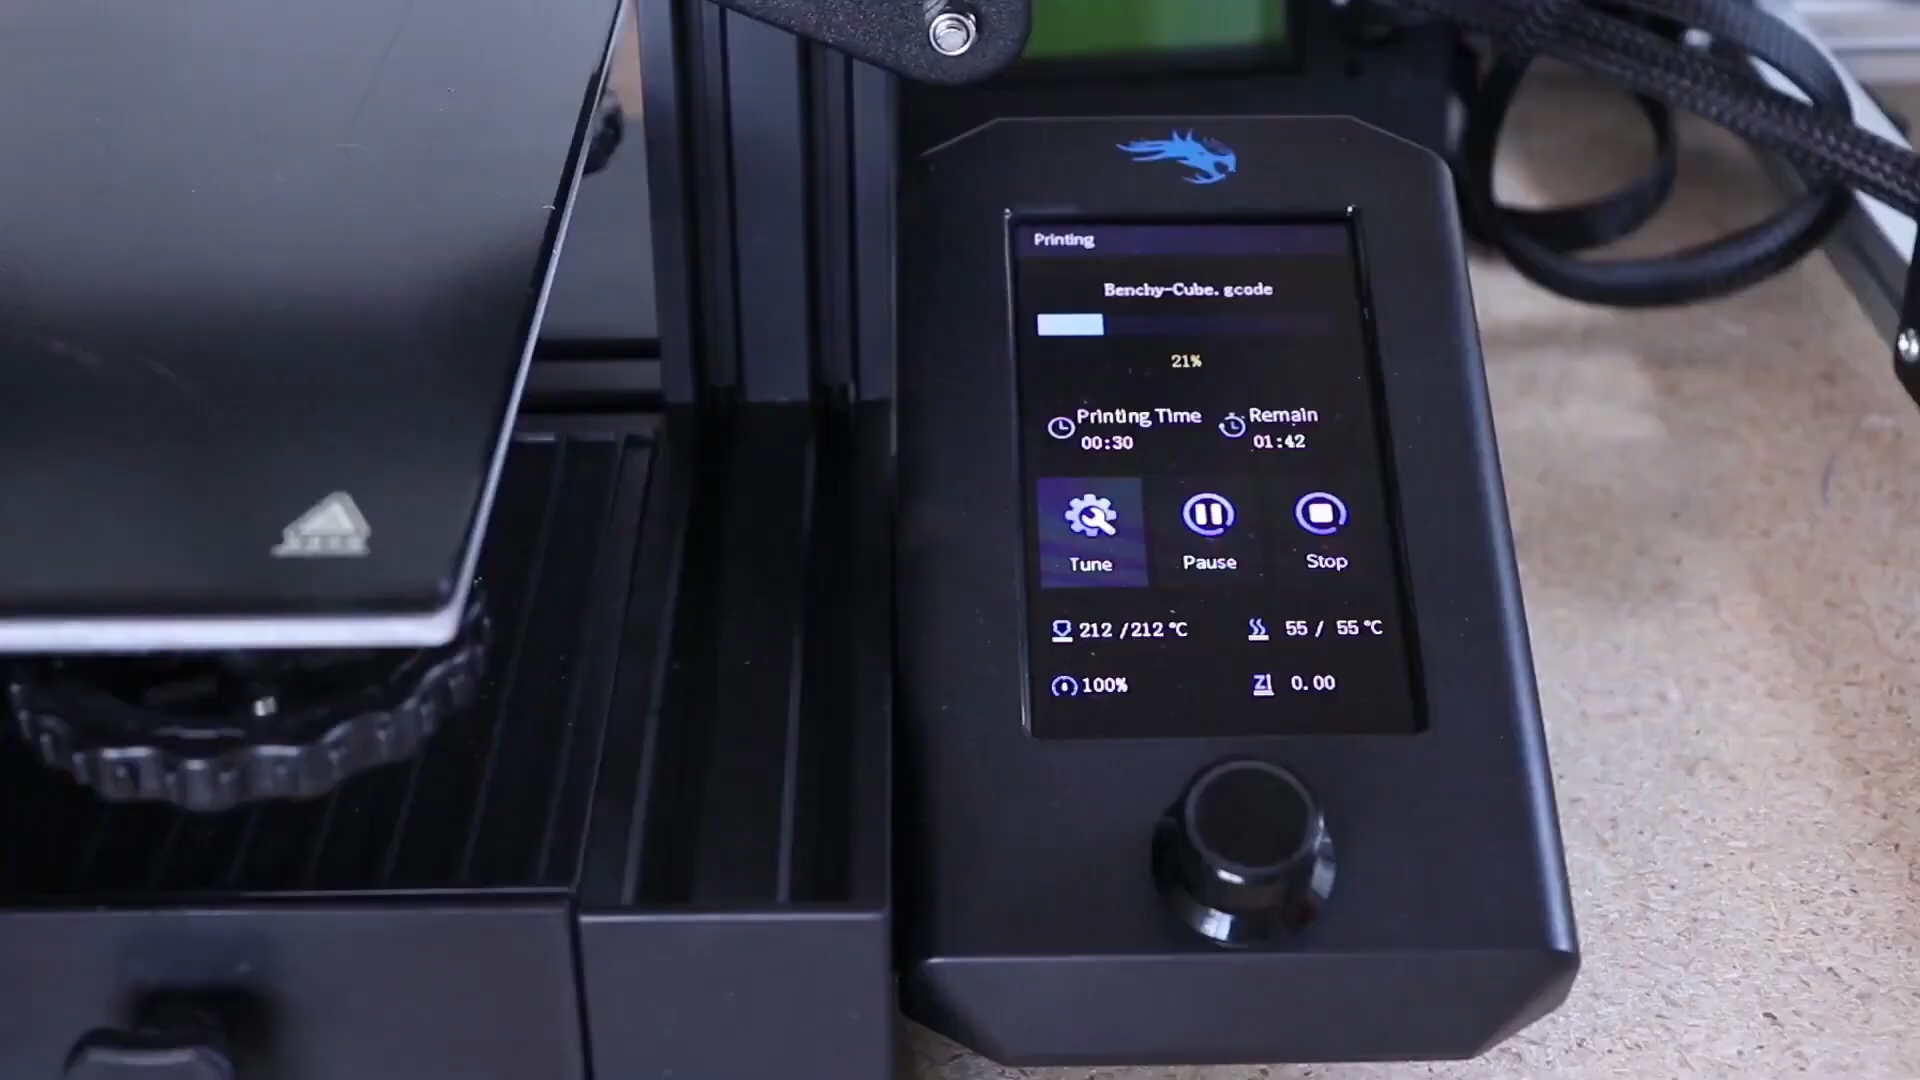 Printing
Benchy-Cube.gcode
21%
Printing Time
00:30
Remain
01:42
Tune
Pause
Stop
212 /212 ℃
55 / 55 ℃
100%
Z
0.00